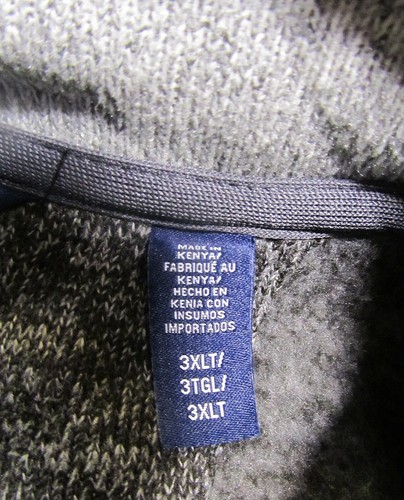 MADE IN
KENYA/
FABRIQUÉ AU
KENYA/
HECHO EN
KENIA CON
INSUMOS
IMPORTADOS
3XLT/
3TGL/
3XLT